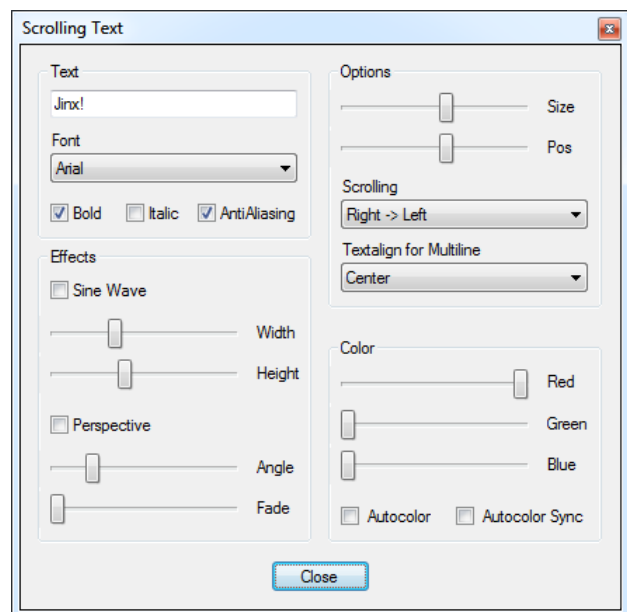 Scrolling Text
Text
Jinx!
Font
Arial
Bold
Italic
AntiAliasing
Effects
Sine Wave
Width
Height
Perspective
Angle
Fade
Options
Size
Pos
Scrolling
Right -> Left
Textalign for Multiline
Center
Color
Red
Green
Blue
Autocolor
Autocolor Sync
Close